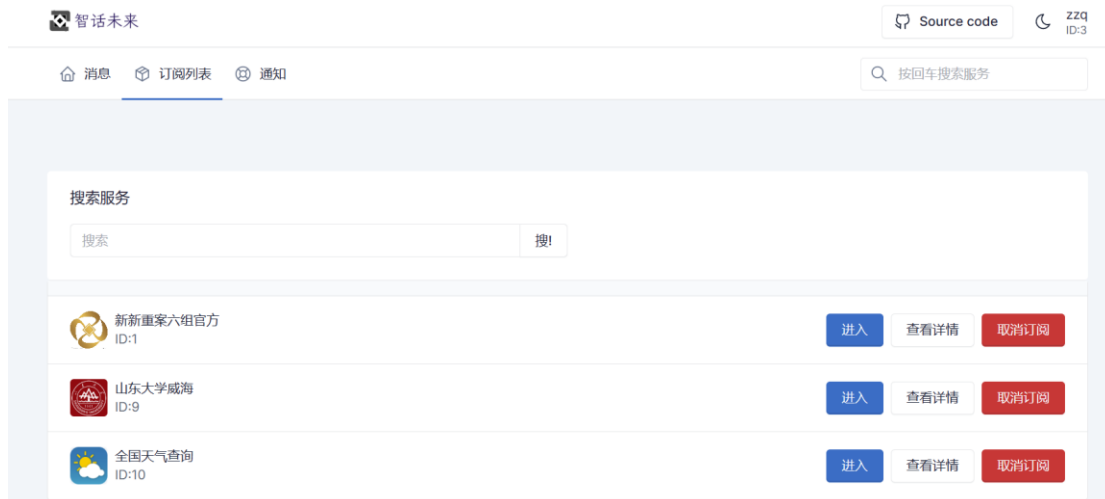 智话未来
Source code
zzq
ID:3
消息
订阅列表
通知
按回车搜索服务
搜索服务
搜索
搜!
新新重案六组官方
ID:1
进入
查看详情
取消订阅
山东大学威海
ID:9
进入
查看详情
取消订阅
全国天气查询
ID:10
进入
查看详情
取消订阅